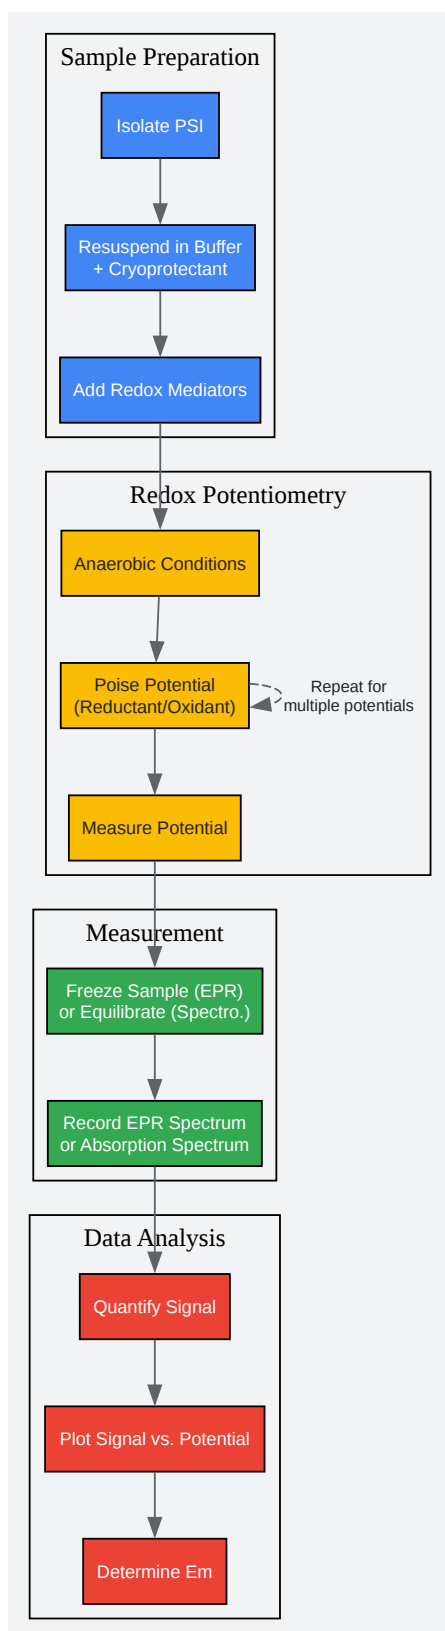 Sample Preparation
Isolate PSI
Resuspend in Buffer
+ Cryoprotectant
Add Redox Mediators
Redox Potentiometry
Anaerobic Conditions
Poise Potential
(Reductant/Oxidant)
Repeat for
multiple potentials
Measure Potential
Measurement
Freeze Sample (EPR)
or Equilibrate (Spectro.)
Record EPR Spectrum
or Absorption Spectrum
Data Analysis
Quantify Signal
Plot Signal vs. Potential
Determine Em